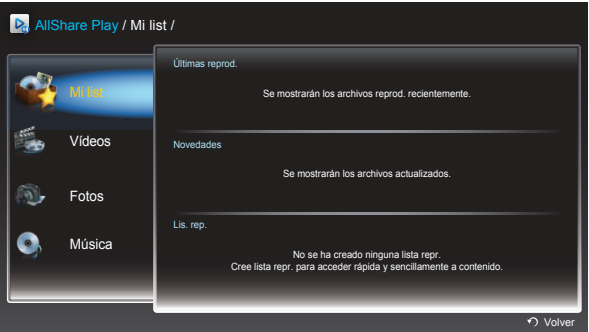 AllShare Play / Mi list /
Mi list
Vídeos
Fotos
Música
Últimas reprod.
Se mostrarán los archivos reprod. recientemente.
Novedades
Se mostrarán los archivos actualizados.
Lis. rep.
No se ha creado ninguna lista repr.
Cree lista repr. para acceder rápida y sencillamente a contenido.
Volver